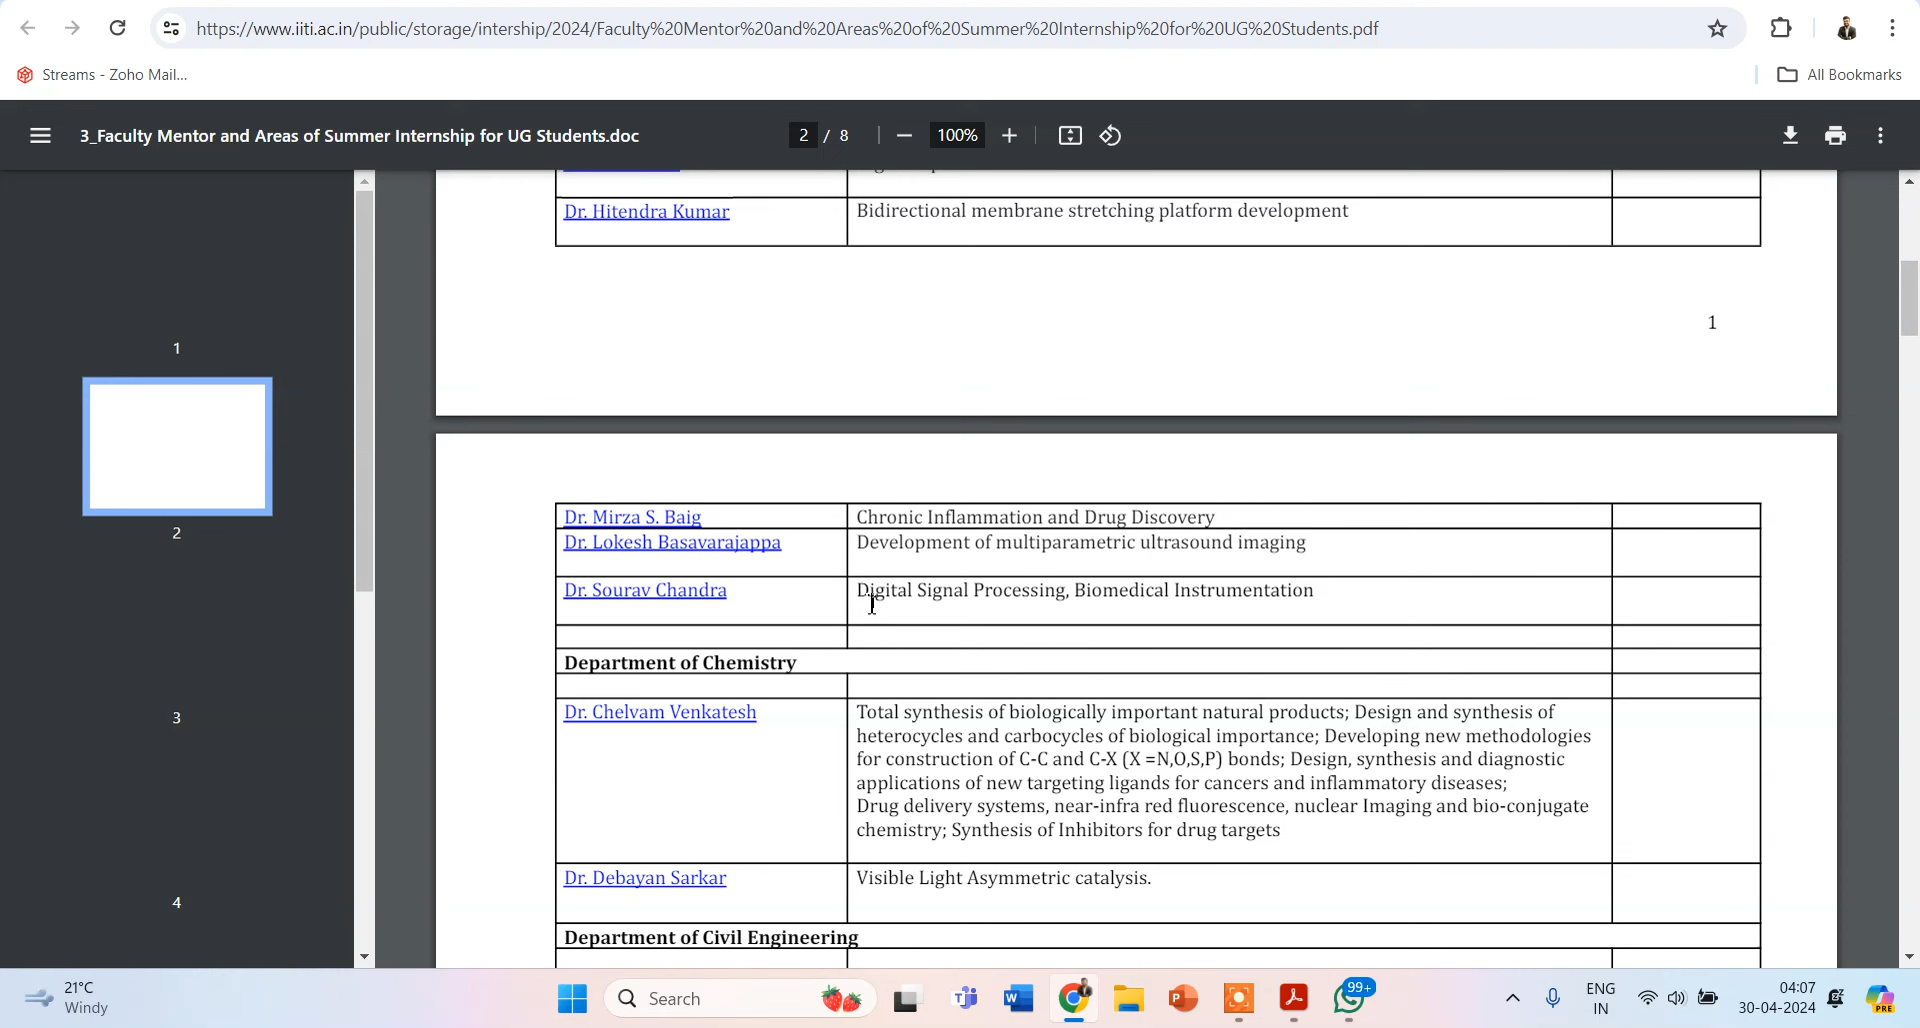 https://www.iiti.ac.in/public/storage/intership/2024/Faculty%20Mentor%20and%20Areas%20of%20Summer%20Internship%20for%20UG%20Students.pdf
Streams - Zoho Mail...
All Bookmarks
3_Faculty Mentor and Areas of Summer Internship for UG Students.doc
2 / 8
100%
Dr. Hitendra Kumar
Bidirectional membrane stretching platform development
1
1
2
3
4
Dr. Mirza S. Baig
Chronic Inflammation and Drug Discovery
Dr. Lokesh Basavarajappa
Development of multiparametric ultrasound imaging
Dr. Sourav Chandra
Digital Signal Processing, Biomedical Instrumentation
Department of Chemistry
Dr. Chelvam Venkatesh
Total synthesis of biologically important natural products; Design and synthesis of
heterocycles and carbocycles of biological importance; Developing new methodologies
for construction of C-C and C-X (X =N,O,S,P) bonds; Design, synthesis and diagnostic
applications of new targeting ligands for cancers and inflammatory diseases;
Drug delivery systems, near-infra red fluorescence, nuclear Imaging and bio-conjugate
chemistry; Synthesis of Inhibitors for drug targets
Dr. Debayan Sarkar
Visible Light Asymmetric catalysis.
Department of Civil Engineering
21°C
Windy
Search
99+
ENG
IN
04:07
30-04-2024
PRE